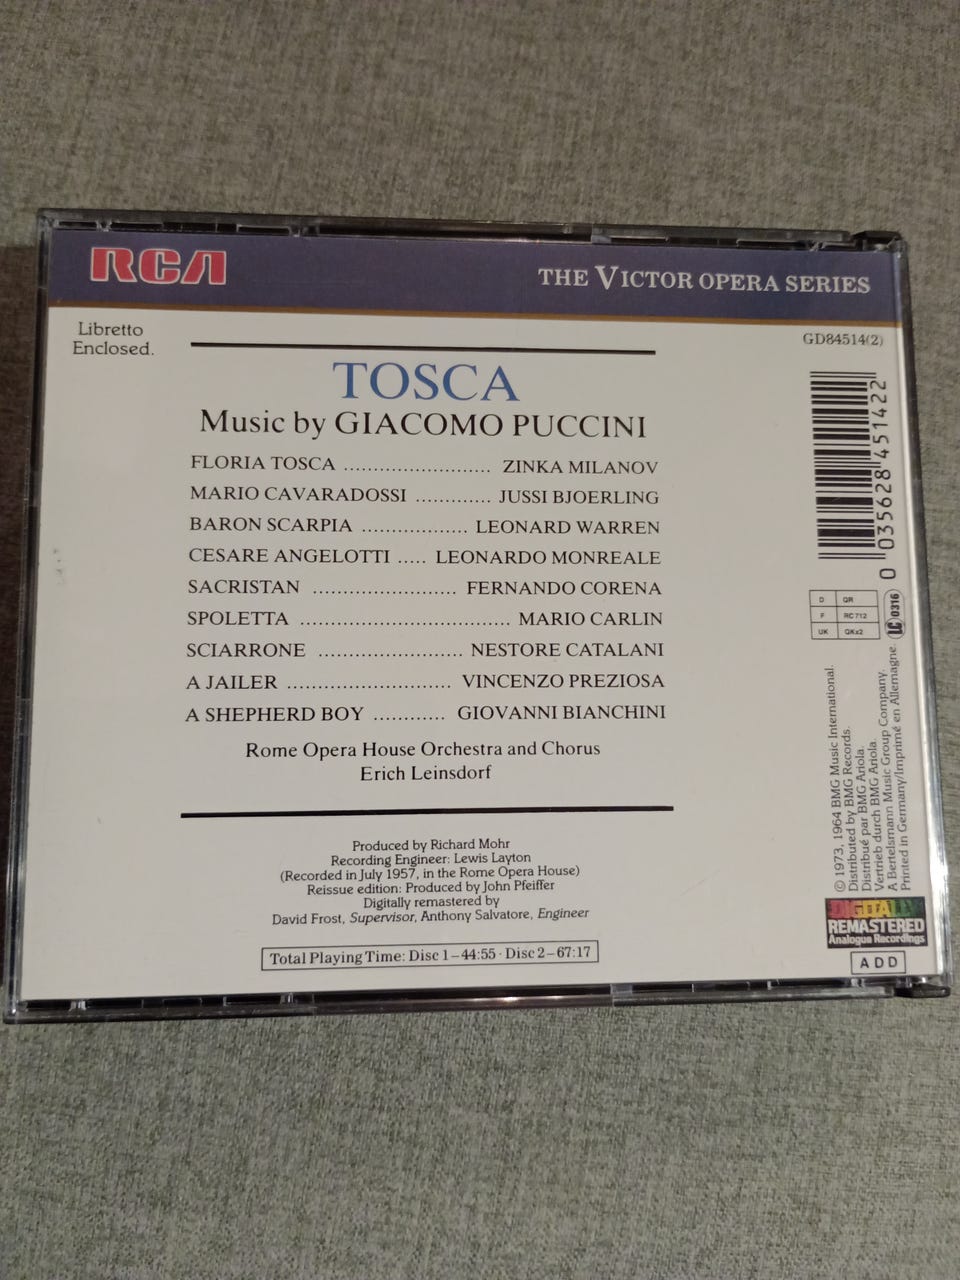 RCA
THE VICTOR OPERA SERIES
Libretto
Enclosed.
GD84514(2)
TOSCA
Music by GIACOMO PUCCINI
FLORIA TOSCA ........................ ZINKA MILANOV
MARIO CAVARADOSSI ............ JUSSI BJOERLING
BARON SCARPIA ................. LEONARD WARREN
CESARE ANGELOTTI ..... LEONARDO MONREALE
SACRISTAN ....................... FERNANDO CORENA
SPOLETTA .................................. MARIO CARLIN
SCIARRONE ....................... NESTORE CATALANI
A JAILER .......................... VINCENZO PREZIOSA
A SHEPHERD BOY ........... GIOVANNI BIANCHINI
Rome Opera House Orchestra and Chorus
Erich Leinsdorf
Produced by Richard Mohr
Recording Engineer: Lewis Layton
(Recorded in July 1957, in the Rome Opera House)
Reissue edition: Produced by John Pfeiffer
Digitally remastered by
David Frost, Supervisor, Anthony Salvatore, Engineer
Total Playing Time: Disc 1–44:55 · Disc 2–67:17
0 035628 451422
D QR
F RC 712
UK QKx2
LC 0316
© 1973, 1964 BMG Music International.
Distributed by BMG Records.
Distribué par BMG Ariola.
Vertrieb durch BMG Ariola.
A Bertelsmann Music Group Company.
Printed in Germany/Imprimé en Allemagne.
DIGITALLY
REMASTERED
Analogue Recordings
ADD